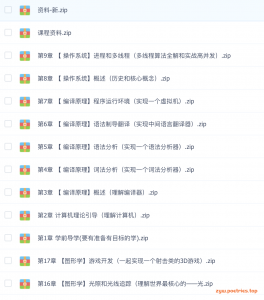 资料-新.zip
课程资料.zip
第9章 【 操作系统】进程和多线程（多线程算法全解和实战高并发）.zip
第8章 【 操作系统】概述（历史和核心概念）.zip
第7章 【 编译原理】程序运行环境（实现一个虚拟机）.zip
第6章 【 编译原理】语法制导翻译（实现中间语言翻译器）.zip
第5章 【 编译原理】语法分析（实现一个语法分析器）.zip
第4章 【 编译原理】词法分析（实现一个词法分析器）.zip
第3章 【 编译原理】概述（理解编译器）.zip
第2章 计算机理论引导（理解计算机）.zip
第1章 学前导学(要有准备有目标的学).zip
第17章 【图形学】游戏开发（一起实现一个射击类的3D游戏）.zip
第16章 【图形学】光照和光线追踪（理解世界最核心的——光.zip